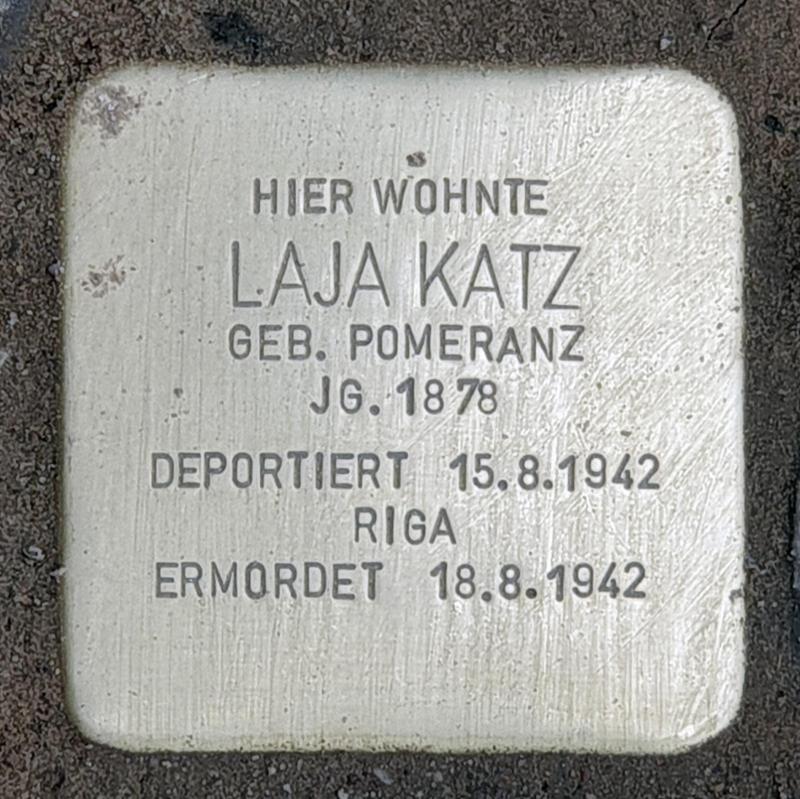 HIER WOHNTE
LAJA KATZ
GEB. POMERANZ
JG. 1878
DEPORTIERT 15.8.1942
RIGA
ERMORDET 18.8.1942